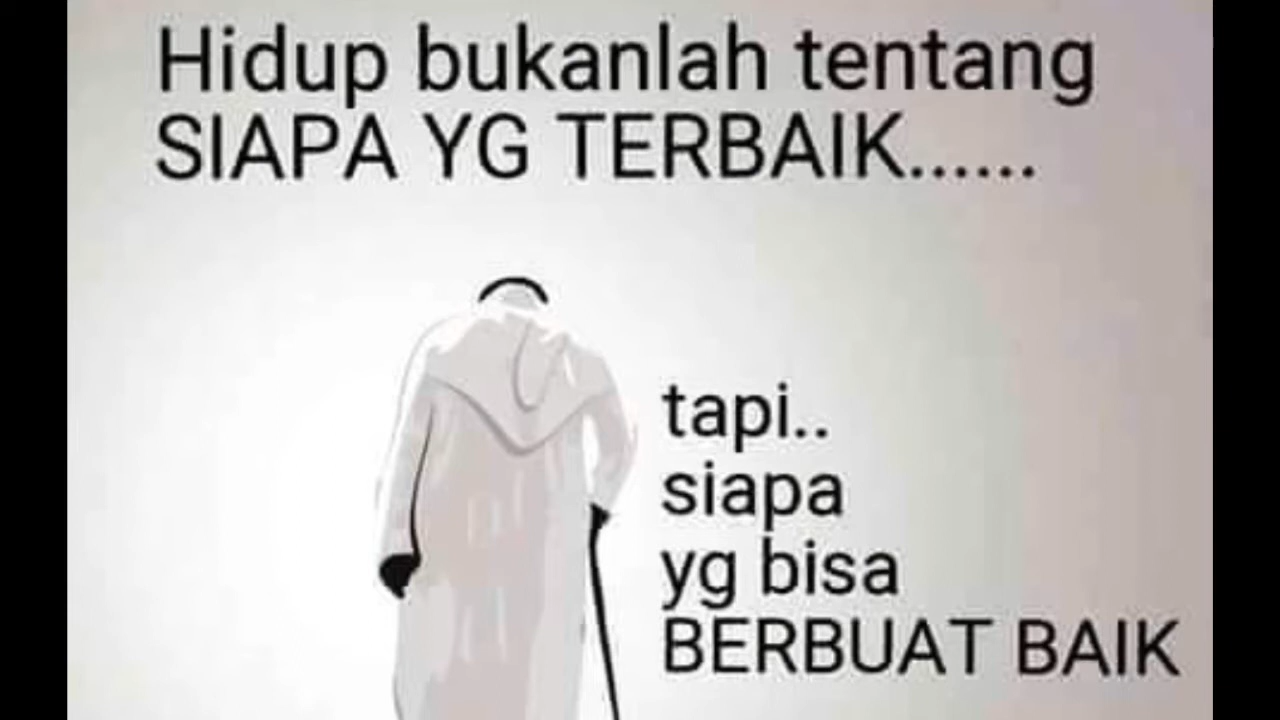 Hidup bukanlah tentang
SIAPA YG TERBAIK......
tapi..
siapa
yg bisa
BERBUAT BAIK